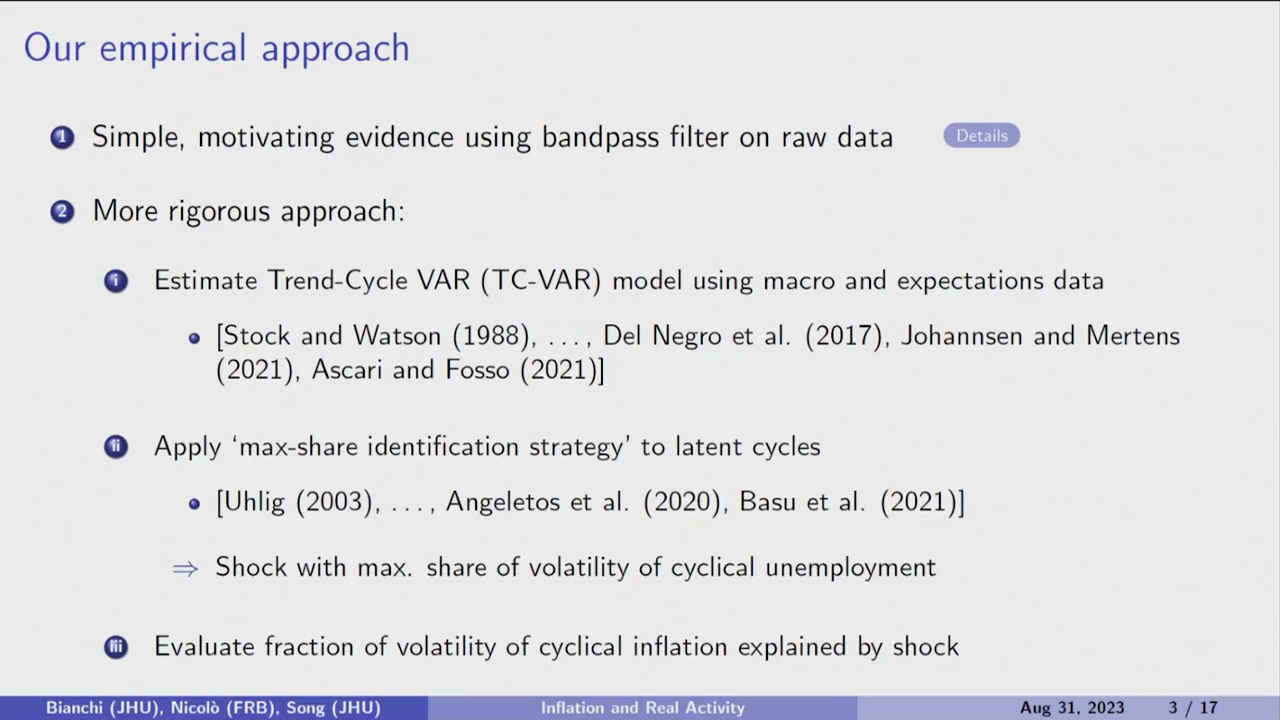 Our empirical approach
1 Simple, motivating evidence using bandpass filter on raw data Details
2 More rigorous approach:
i Estimate Trend-Cycle VAR (TC-VAR) model using macro and expectations data
• [Stock and Watson (1988), ..., Del Negro et al. (2017), Johannsen and Mertens
(2021), Ascari and Fosso (2021)]
ii Apply ‘max-share identification strategy’ to latent cycles
• [Uhlig (2003), ..., Angeletos et al. (2020), Basu et al. (2021)]
⇒ Shock with max. share of volatility of cyclical unemployment
iii Evaluate fraction of volatility of cyclical inflation explained by shock
Bianchi (JHU), Nicolò (FRB), Song (JHU) Inflation and Real Activity Aug 31, 2023 3 / 17